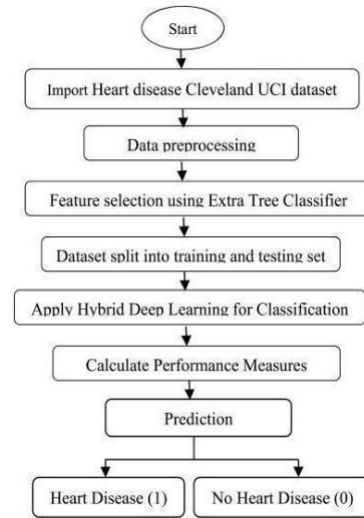 Start
Import Heart disease Cleveland UCI dataset
Data preprocessing
Feature selection using Extra Tree Classifier
Dataset split into training and testing set
Apply Hybrid Deep Learning for Classification
Calculate Performance Measures
Prediction
Heart Disease (1)
No Heart Disease (0)